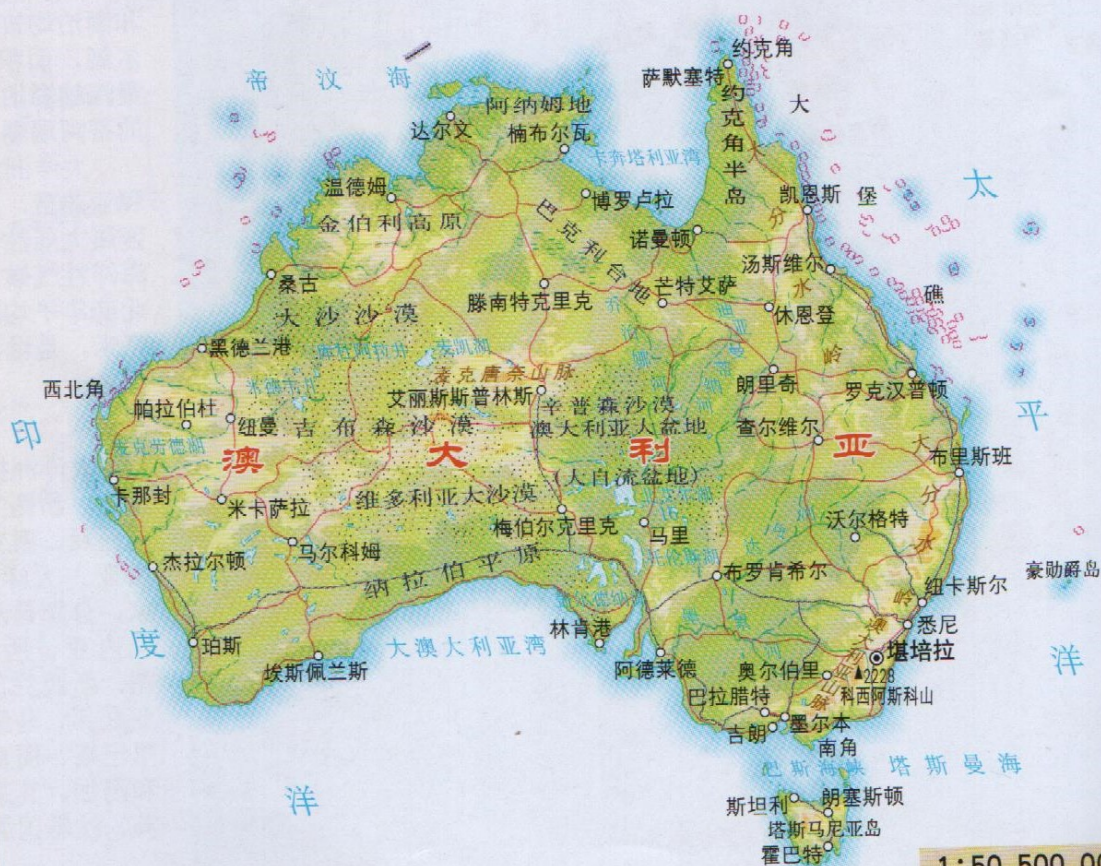 约克角
萨默塞特
帝汶海
阿纳姆地
达尔文
楠布尔瓦
卡奔塔利亚湾
约克角半岛
大堡礁
太平洋
温德姆
金伯利高原
博罗卢拉
巴克利台地
诺曼顿
凯恩斯
大分水岭
汤斯维尔
桑古
大沙沙漠
滕南特克里克
芒特艾萨
休恩登
黑德兰港
麦克唐奈山脉
西北角
帕拉伯杜
纽曼
艾丽斯斯普林斯
辛普森沙漠
朗里奇
罗克汉普顿
印度洋
吉布森沙漠
澳大利亚大盆地
查尔维尔
澳大利亚
(大自流盆地)
大分水岭
布里斯班
卡那封
米卡萨拉
维多利亚大沙漠
梅伯尔克里克
马里
沃尔格特
杰拉尔顿
马尔科姆
纳拉伯平原
布罗肯希尔
纽卡斯尔
豪勋爵岛
珀斯
埃斯佩兰斯
大澳大利亚湾
林肯港
阿德莱德
悉尼
堪培拉
奥尔伯里
2228
科西阿斯科山
巴拉腊特
墨尔本
吉朗
南角
巴斯海峡
塔斯曼海
斯坦利
朗塞斯顿
塔斯马尼亚岛
霍巴特